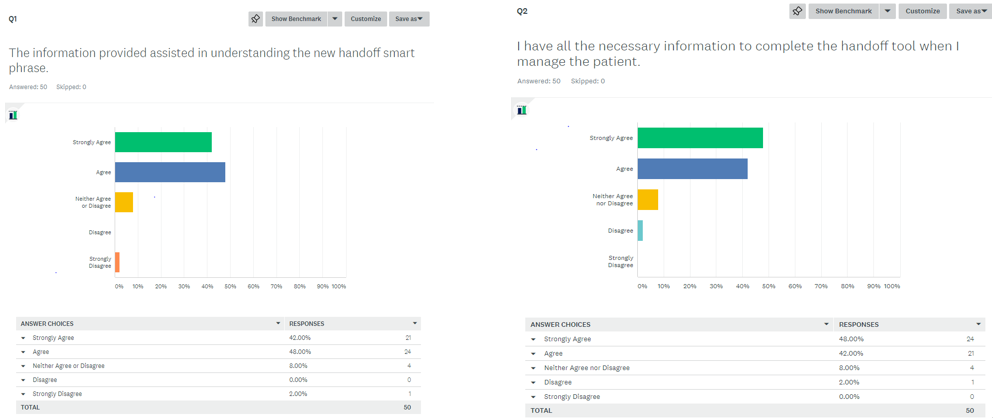 Q1
Show Benchmark Customize Save as
The information provided assisted in understanding the new handoff smart
phrase.
Answered: 50 Skipped: 0
Strongly Agree
Agree
Neither Agree
or Disagree
Disagree
Strongly
Disagree
0% 10% 20% 30% 40% 50% 60% 70% 80% 90% 100%
ANSWER CHOICES RESPONSES
Strongly Agree 42.00% 21
Agree 48.00% 24
Neither Agree or Disagree 8.00% 4
Disagree 0.00% 0
Strongly Disagree 2.00% 1
TOTAL 50
Q2
Show Benchmark Customize Save as
I have all the necessary information to complete the handoff tool when I
manage the patient.
Answered: 50 Skipped: 0
Strongly Agree
Agree
Neither Agree
nor Disagree
Disagree
Strongly
Disagree
0% 10% 20% 30% 40% 50% 60% 70% 80% 90% 100%
ANSWER CHOICES RESPONSES
Strongly Agree 48.00% 24
Agree 42.00% 21
Neither Agree nor Disagree 8.00% 4
Disagree 2.00% 1
Strongly Disagree 0.00% 0
TOTAL 50